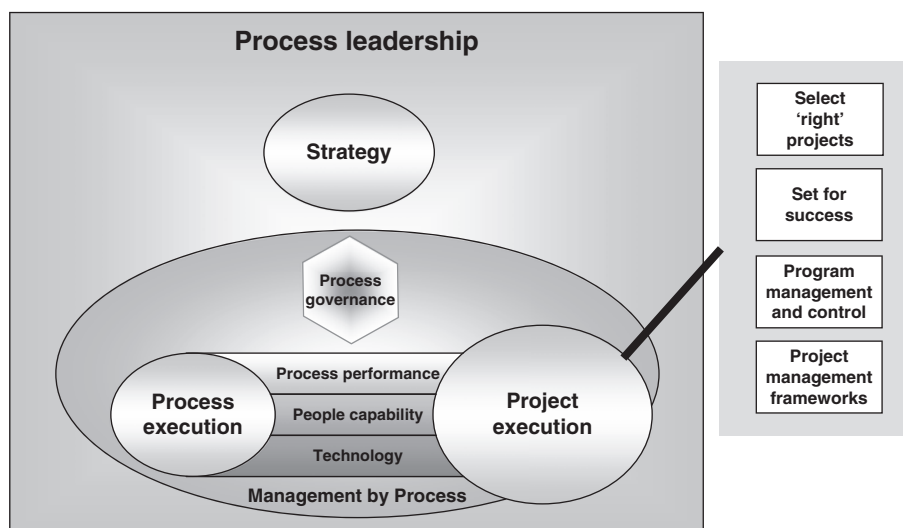 Process leadership
Strategy
Process
governance
Process performance
Process
execution
People capability
Project
execution
Technology
Management by Process
Select
‘right’
projects
Set for
success
Program
management
and control
Project
management
frameworks